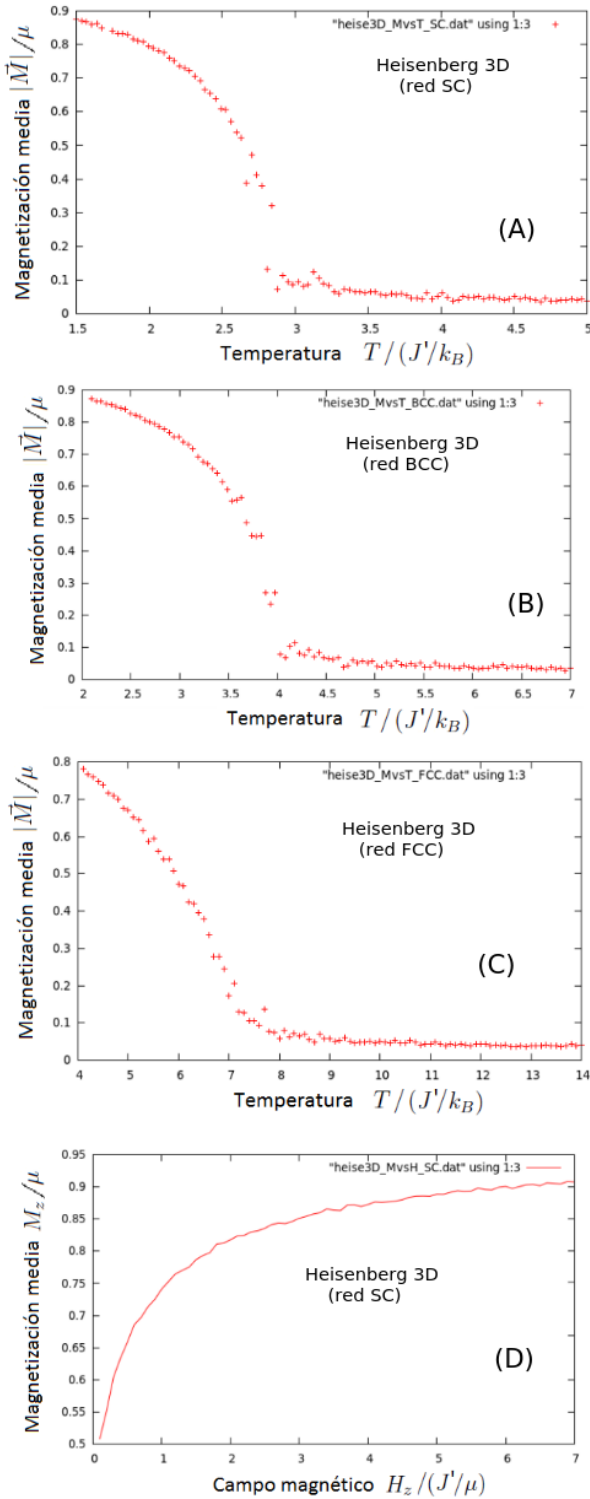 0.9
0.8
0.7
0.6
0.5
0.4
0.3
0.2
0.1
0
"heise3D_MvsT_SC.dat" using 1:3
Heisenberg 3D
(red SC)
(A)
Magnetización media |M⃗|/μ
1.5 2 2.5 3 3.5 4 4.5 5
Temperatura T/(J'/k_B)
0.9
0.8
0.7
0.6
0.5
0.4
0.3
0.2
0.1
0
"heise3D_MvsT_BCC.dat" using 1:3
Heisenberg 3D
(red BCC)
(B)
Magnetización media |M⃗|/μ
2 2.5 3 3.5 4 4.5 5 5.5 6 6.5 7
Temperatura T/(J'/k_B)
0.8
0.7
0.6
0.5
0.4
0.3
0.2
0.1
0
"heise3D_MvsT_FCC.dat" using 1:3
Heisenberg 3D
(red FCC)
(C)
Magnetización media |M⃗|/μ
4 5 6 7 8 9 10 11 12 13 14
Temperatura T/(J'/k_B)
0.95
0.9
0.85
0.8
0.75
0.7
0.65
0.6
0.55
0.5
"heise3D_MvsH_SC.dat" using 1:3
Heisenberg 3D
(red SC)
(D)
Magnetización media M_z/μ
0 1 2 3 4 5 6 7
Campo magnético H_z/(J'/μ)